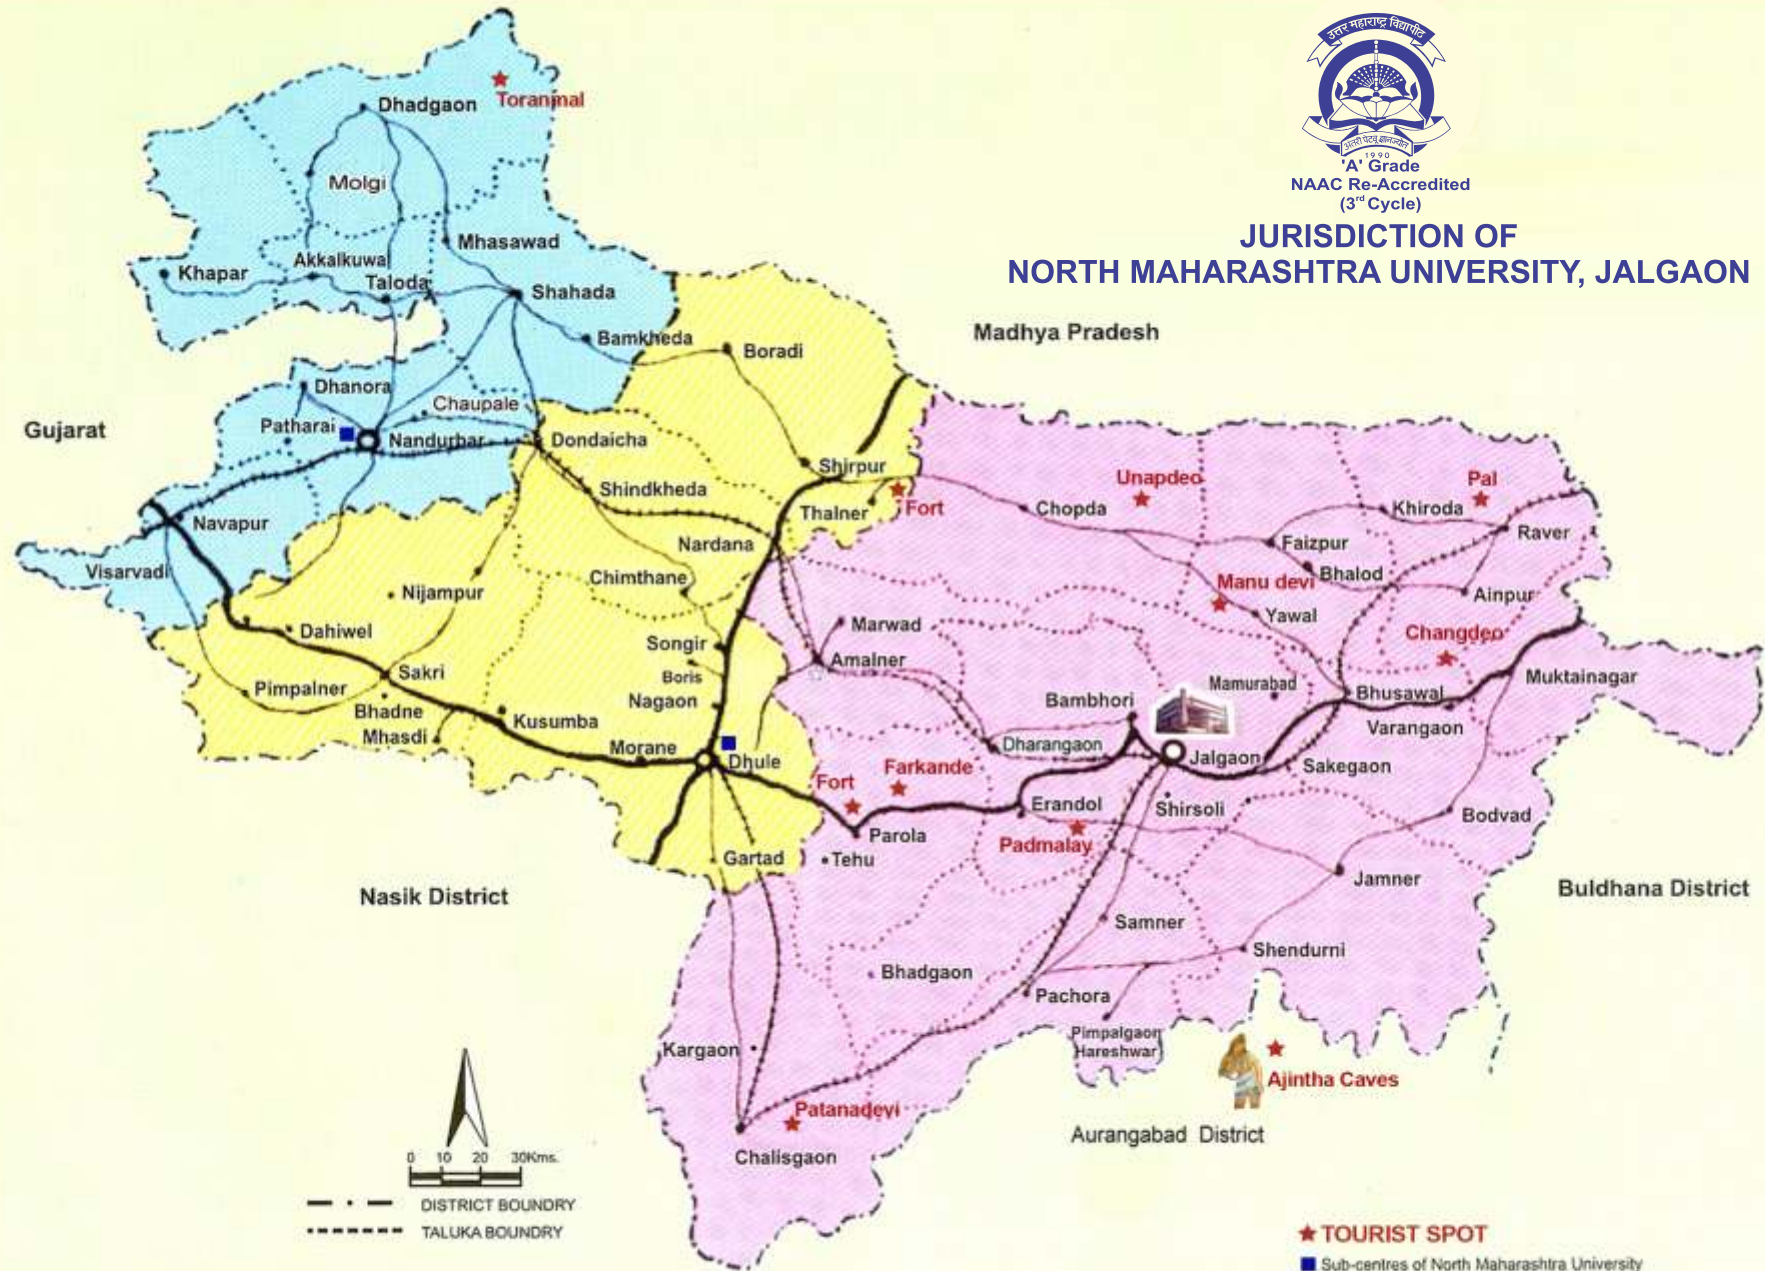 उत्तर महाराष्ट्र विद्यापीठ
अंतरी पेटवू ज्ञानज्योत
1990
'A' Grade
NAAC Re-Accredited
(3rd Cycle)
JURISDICTION OF
NORTH MAHARASHTRA UNIVERSITY, JALGAON
Toranmal
Dhadgaon
Molgi
Mhasawad
Akkalkuwa
Khapar
Taloda
Shahada
Madhya Pradesh
Bamkheda
Boradi
Dhanora
Chaupale
Gujarat
Patharai
Nandurbar
Dondaicha
Shirpur
Unapdeo
Pal
Shindkheda
Fort
Thalner
Chopda
Khiroda
Navapur
Raver
Nardana
Faizpur
Visarvadi
Chimthane
Bhalod
Manu devi
Nijampur
Ainpur
Yawal
Marwad
Dahiwel
Changdeo
Songir
Amalner
Sakri
Boris
Muktainagar
Pimpalner
Mamurabad
Bhusawal
Nagaon
Bambhori
Bhadne
Kusumba
Varangaon
Mhasdi
Morane
Dharangaon
Dhule
Jalgaon
Sakegaon
Farkande
Fort
Erandol
Shirsoli
Bodvad
Parola
Padmalay
Gartad
Tehu
Jamner
Buldhana District
Nasik District
Samner
Shendurni
Bhadgaon
Pachora
Pimpalgaon
Hareshwar
Kargaon
Ajintha Caves
Patanadevi
Aurangabad District
Chalisgaon
0 10 20 30Kms.
DISTRICT BOUNDRY
TALUKA BOUNDRY
TOURIST SPOT
Sub-centres of North Maharashtra University